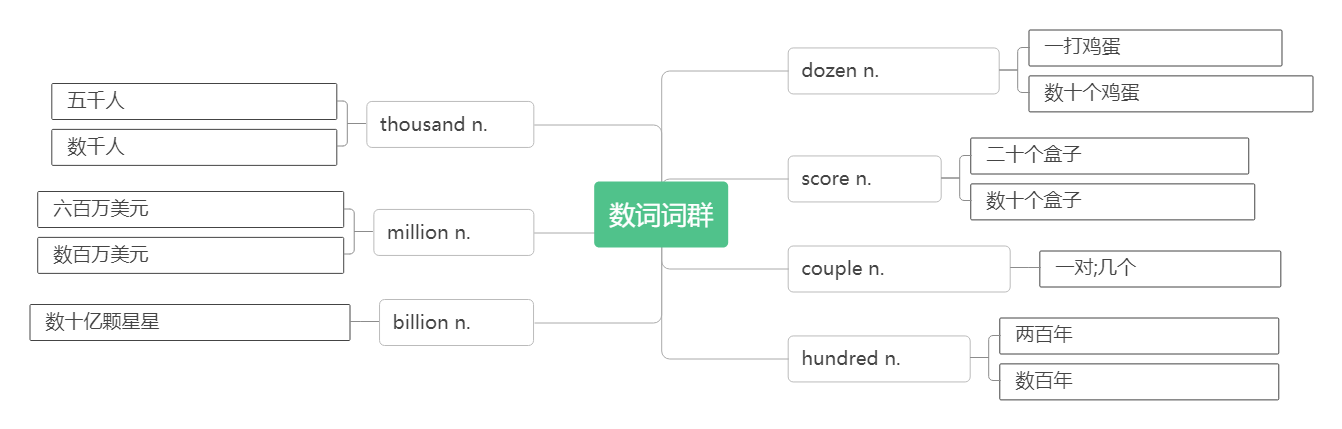 数词词群
dozen n.
一打鸡蛋
数十个鸡蛋
score n.
二十个盒子
数十个盒子
couple n.
一对;几个
hundred n.
两百年
数百年
thousand n.
五千人
数千人
million n.
六百万美元
数百万美元
billion n.
数十亿颗星星